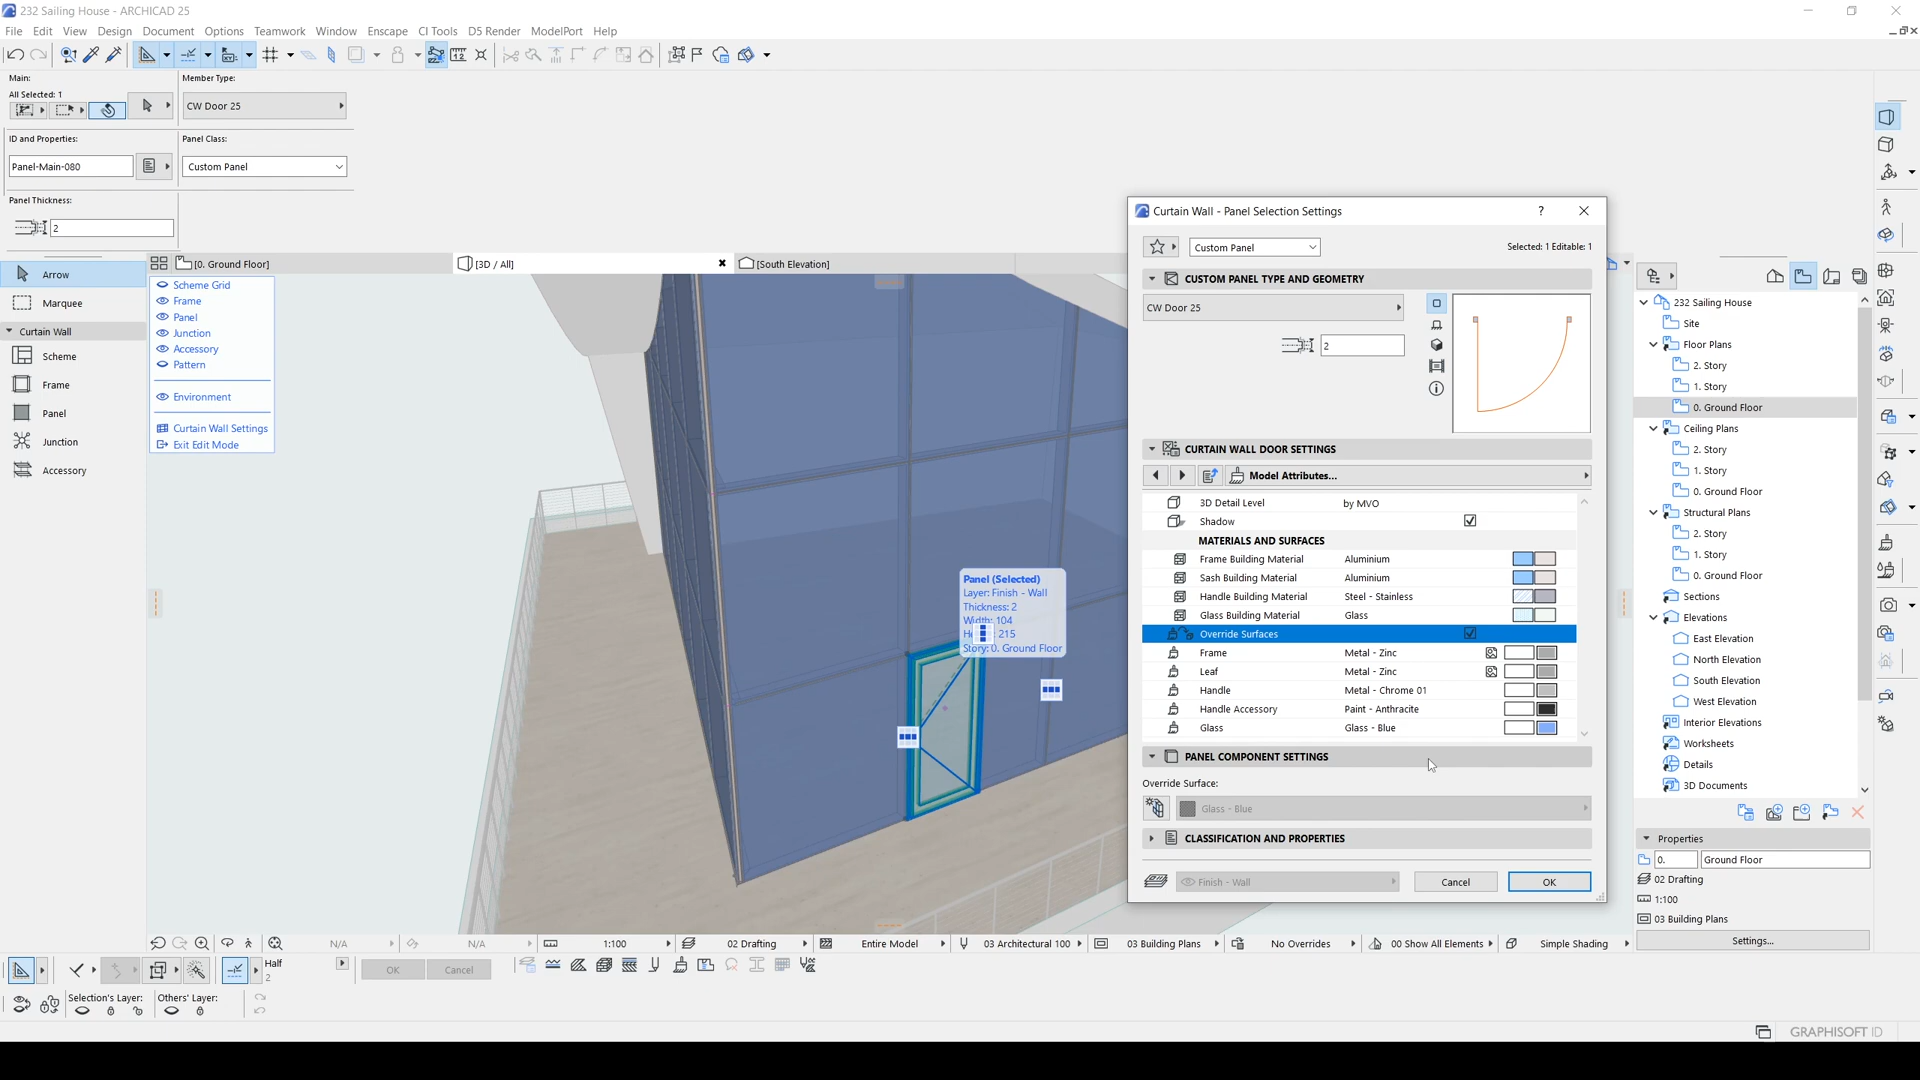 232 Sailing House - ARCHICAD 25
File Edit View Design Document Options Teamwork Window Enscape CI Tools D5 Render ModelPort Help
Main:
All Selected: 1
Member Type:
CW Door 25
ID and Properties:
Panel-Main-080
Panel Class:
Custom Panel
Panel Thickness:
2
Arrow
Marquee
Curtain Wall
Scheme
Frame
Panel
Junction
Accessory
[0. Ground Floor]
[3D / All]
[South Elevation]
Scheme Grid
Frame
Panel
Junction
Accessory
Pattern
Environment
Curtain Wall Settings
Exit Edit Mode
Panel (Selected)
Layer: Finish - Wall
Thickness: 2
Width: 104
215
Story: 0. Ground Floor
Curtain Wall - Panel Selection Settings
?
Custom Panel
Selected: 1 Editable: 1
CUSTOM PANEL TYPE AND GEOMETRY
CW Door 25
2
CURTAIN WALL DOOR SETTINGS
Model Attributes...
3D Detail Level by MVO
Shadow
MATERIALS AND SURFACES
Frame Building Material Aluminium
Sash Building Material Aluminium
Handle Building Material Steel - Stainless
Glass Building Material Glass
Override Surfaces
Frame Metal - Zinc
Leaf Metal - Zinc
Handle Metal - Chrome 01
Handle Accessory Paint - Anthracite
Glass Glass - Blue
PANEL COMPONENT SETTINGS
Override Surface:
Glass - Blue
CLASSIFICATION AND PROPERTIES
Finish - Wall
Cancel
OK
232 Sailing House
Site
Floor Plans
2. Story
1. Story
0. Ground Floor
Ceiling Plans
2. Story
1. Story
0. Ground Floor
Structural Plans
2. Story
1. Story
0. Ground Floor
Sections
Elevations
East Elevation
North Elevation
South Elevation
West Elevation
Interior Elevations
Worksheets
Details
3D Documents
Properties
0. Ground Floor
02 Drafting
1:100
03 Building Plans
Settings...
N/A N/A 1:100 02 Drafting Entire Model 03 Architectural 100 03 Building Plans No Overrides 00 Show All Elements Simple Shading
Half
2
OK Cancel
Selection's Layer: Others' Layer:
GRAPHISOFT ID